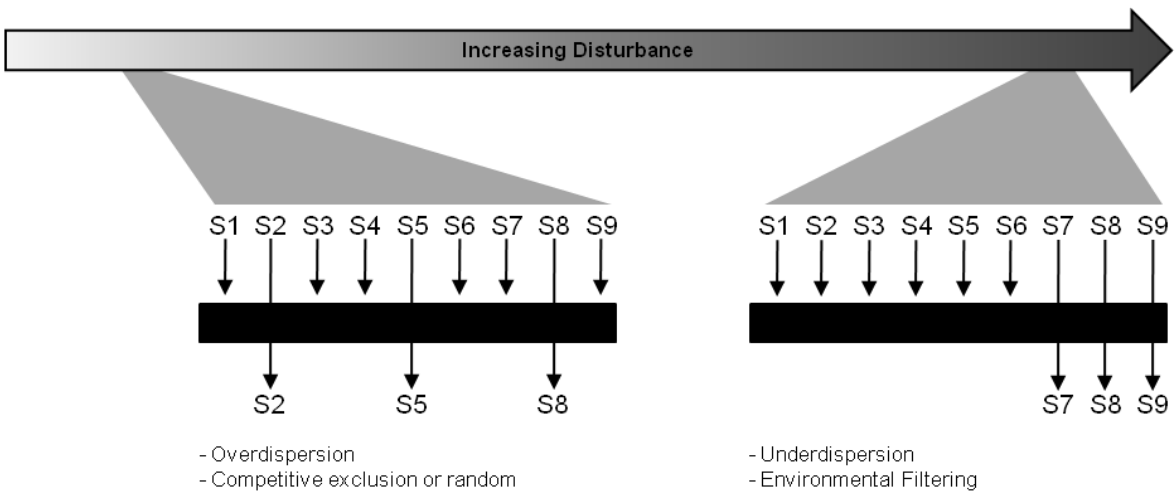 Increasing Disturbance
S1 S2 S3 S4 S5 S6 S7 S8 S9
S2 S5 S8
- Overdispersion
- Competitive exclusion or random
S1 S2 S3 S4 S5 S6 S7 S8 S9
S7 S8 S9
- Underdispersion
- Environmental Filtering